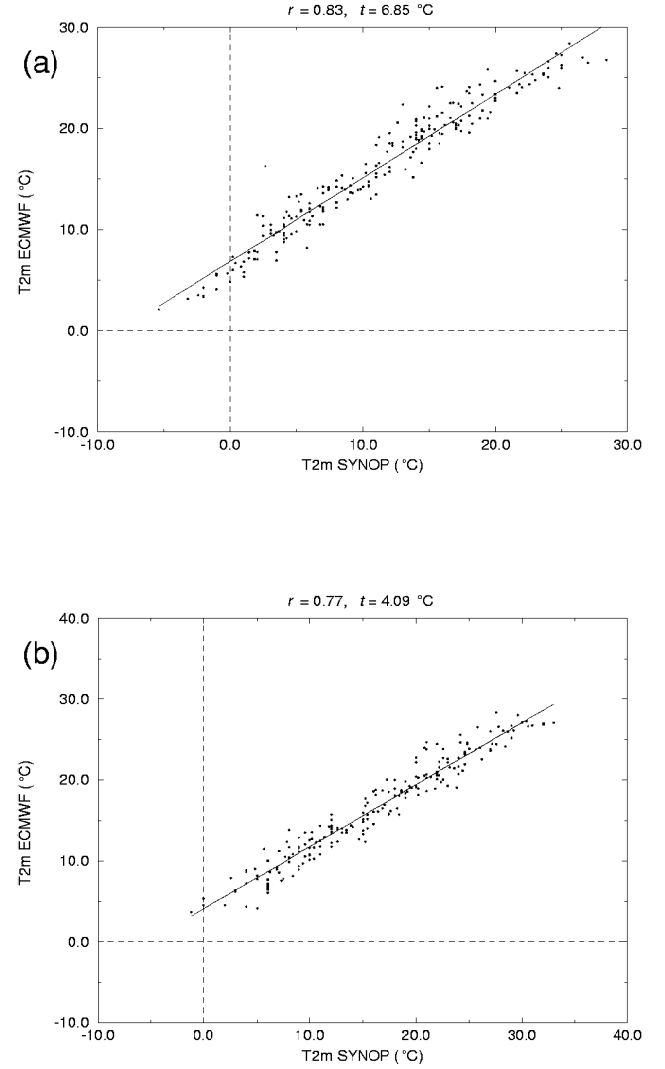 r = 0.83, t = 6.85 °C
(a)
30.0
20.0
10.0
0.0
-10.0
T2m ECMWF ( °C)
-10.0 0.0 10.0 20.0 30.0
T2m SYNOP ( °C)
r = 0.77, t = 4.09 °C
(b)
40.0
30.0
20.0
10.0
0.0
-10.0
T2m ECMWF ( °C)
-10.0 0.0 10.0 20.0 30.0 40.0
T2m SYNOP ( °C)